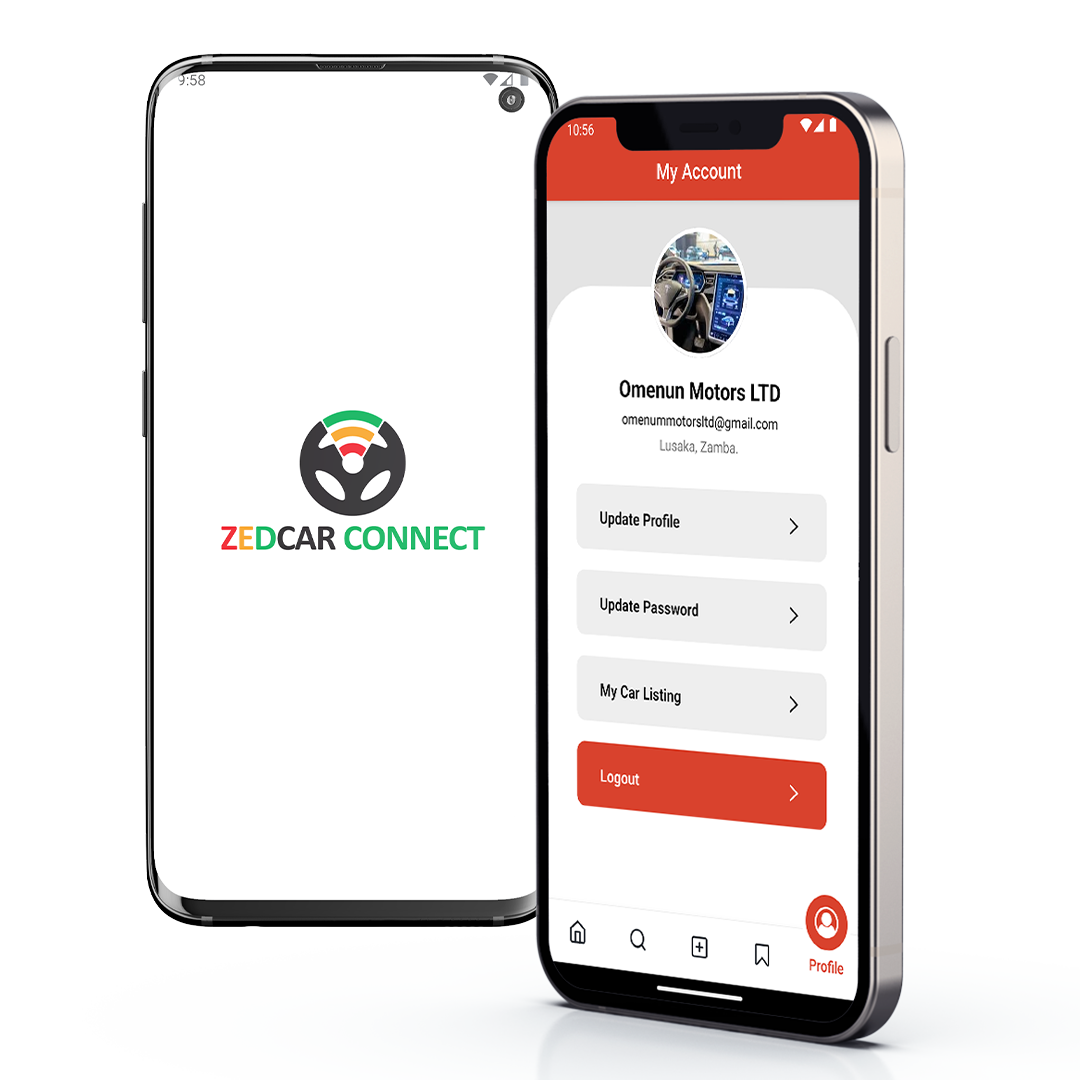 9:58
ZEDCAR CONNECT
10:56
My Account
Omenun Motors LTD
omenummotorsltd@gmail.com
Lusaka, Zamba.
Update Profile
Update Password
My Car Listing
Logout
Profile